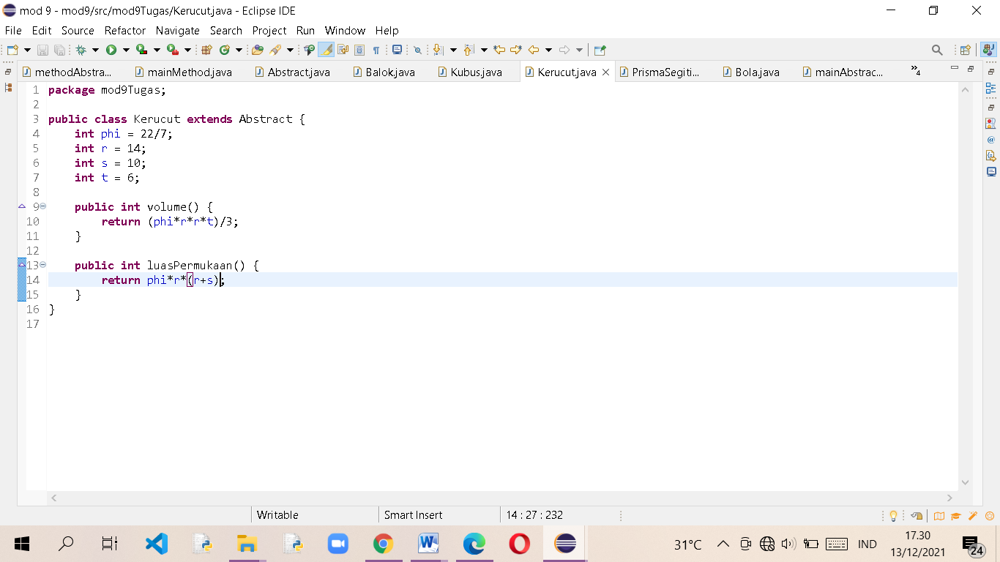 mod 9 - mod9/src/mod9Tugas/Kerucut.java - Eclipse IDE
File Edit Source Refactor Navigate Search Project Run Window Help
methodAbstra... mainMethod.java Abstract.java Balok.java Kubus.java Kerucut.java PrismaSegiti... Bola.java mainAbstrac... »4
1 package mod9Tugas;
2
3 public class Kerucut extends Abstract {
4 int phi = 22/7;
5 int r = 14;
6 int s = 10;
7 int t = 6;
8
9 public int volume() {
10 return (phi*r*r*t)/3;
11 }
12
13 public int luasPermukaan() {
14 return phi*r*(r+s);
15 }
16 }
17
Writable Smart Insert 14 : 27 : 232
31°C IND 17.30
13/12/2021 24